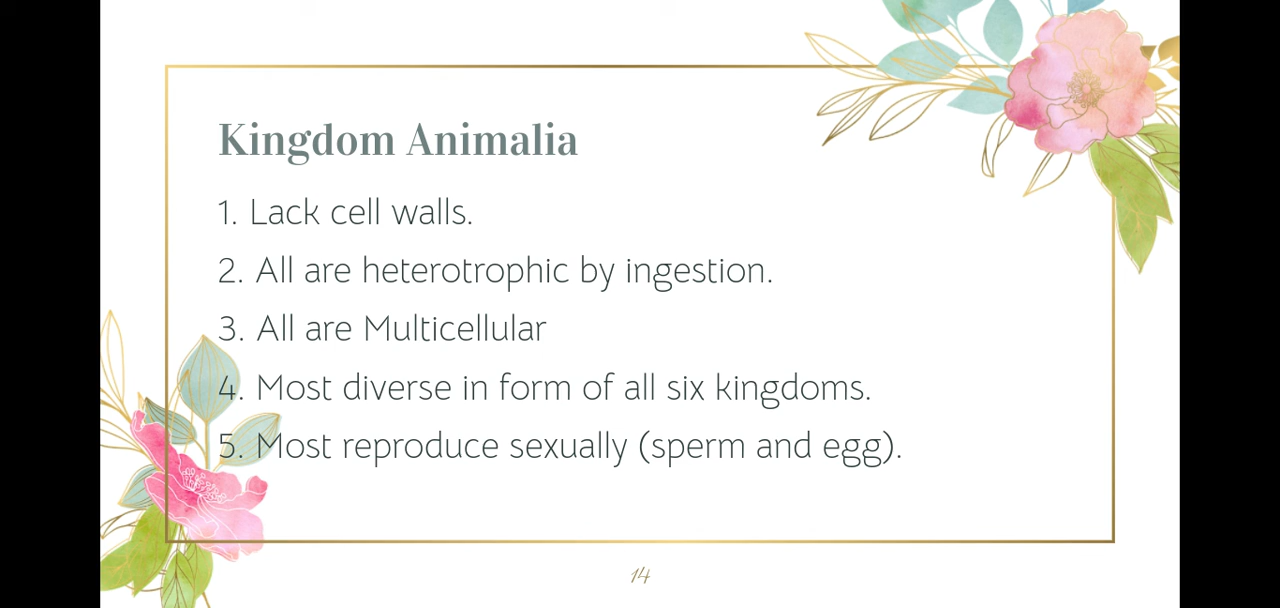 Kingdom Animalia
1. Lack cell walls.
2. All are heterotrophic by ingestion.
3. All are Multicellular
4. Most diverse in form of all six kingdoms.
5. Most reproduce sexually (sperm and egg).
14